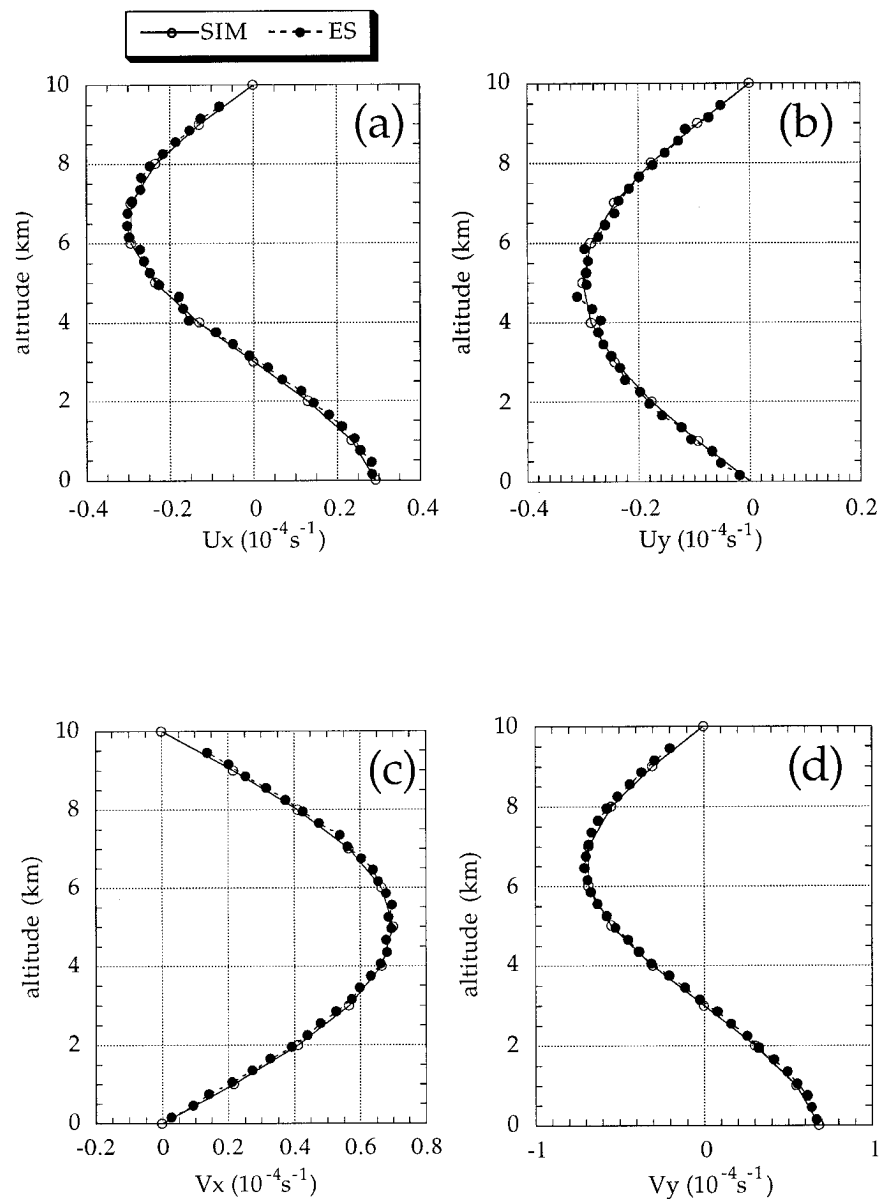 SIM ES
10
8
6
4
2
0
altitude (km)
(a)
-0.4 -0.2 0 0.2 0.4
Ux (10⁻⁴s⁻¹)
10
8
6
4
2
0
altitude (km)
(b)
-0.4 -0.2 0 0.2
Uy (10⁻⁴s⁻¹)
10
8
6
4
2
0
altitude (km)
(c)
-0.2 0 0.2 0.4 0.6 0.8
Vx (10⁻⁴s⁻¹)
10
8
6
4
2
0
altitude (km)
(d)
-1 0 1
Vy (10⁻⁴s⁻¹)